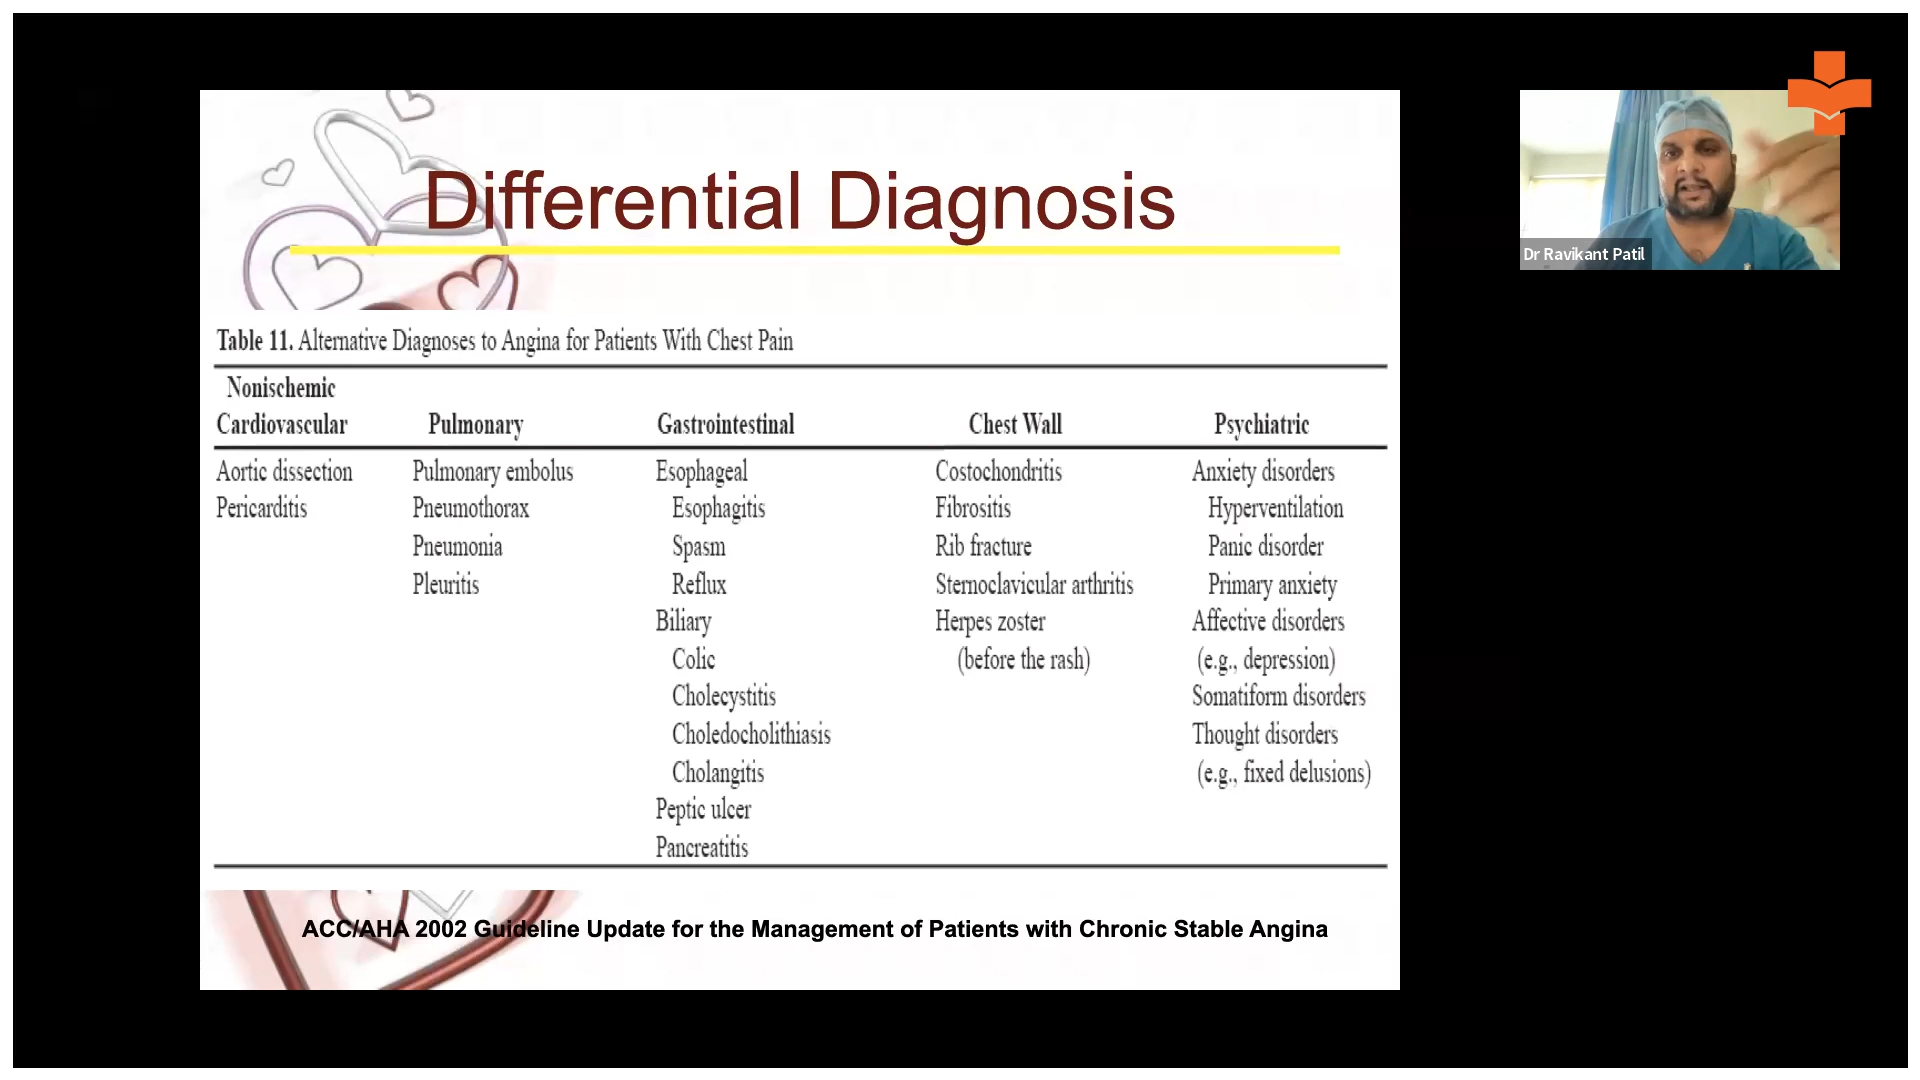 Differential Diagnosis
Dr Ravikant Patil
Table 11. Alternative Diagnoses to Angina for Patients With Chest Pain
Nonischemic
Cardiovascular Pulmonary Gastrointestinal Chest Wall Psychiatric
Aortic dissection Pulmonary embolus Esophageal Costochondritis Anxiety disorders
Pericarditis Pneumothorax Esophagitis Fibrositis Hyperventilation
Pneumonia Spasm Rib fracture Panic disorder
Pleuritis Reflux Sternoclavicular arthritis Primary anxiety
Biliary Herpes zoster Affective disorders
Colic (before the rash) (e.g., depression)
Cholecystitis Somatiform disorders
Choledocholithiasis Thought disorders
Cholangitis (e.g., fixed delusions)
Peptic ulcer
Pancreatitis
ACC/AHA 2002 Guideline Update for the Management of Patients with Chronic Stable Angina